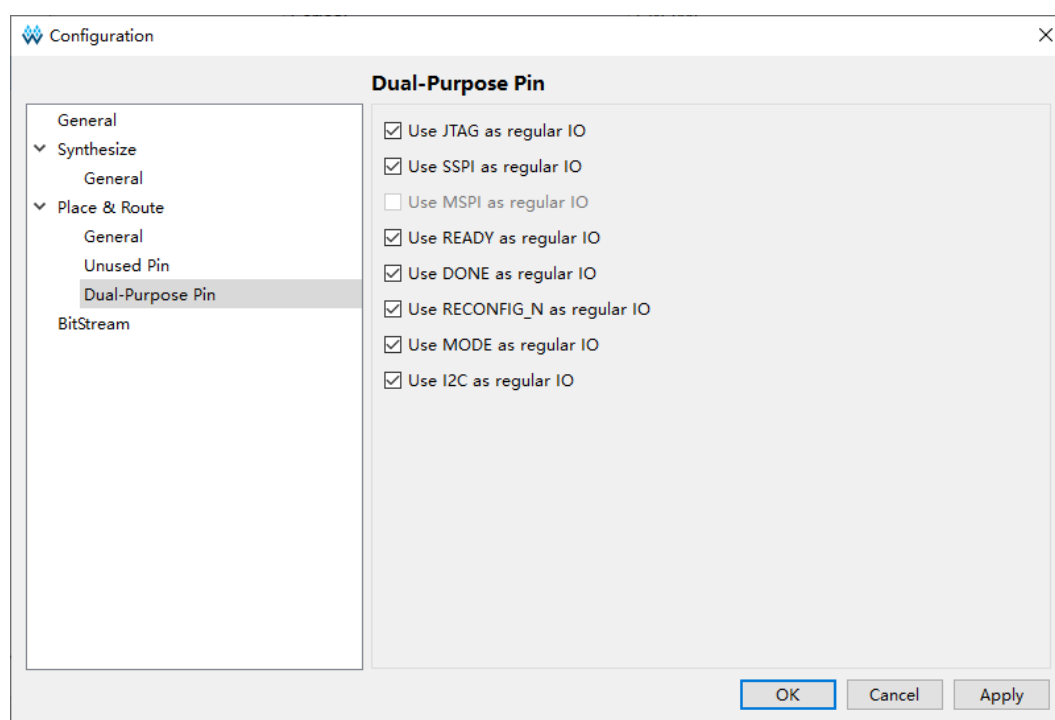 Configuration
Dual-Purpose Pin
General
Synthesize
General
Place & Route
General
Unused Pin
Dual-Purpose Pin
BitStream
Use JTAG as regular IO
Use SSPI as regular IO
Use MSPI as regular IO
Use READY as regular IO
Use DONE as regular IO
Use RECONFIG_N as regular IO
Use MODE as regular IO
Use I2C as regular IO
OK
Cancel
Apply